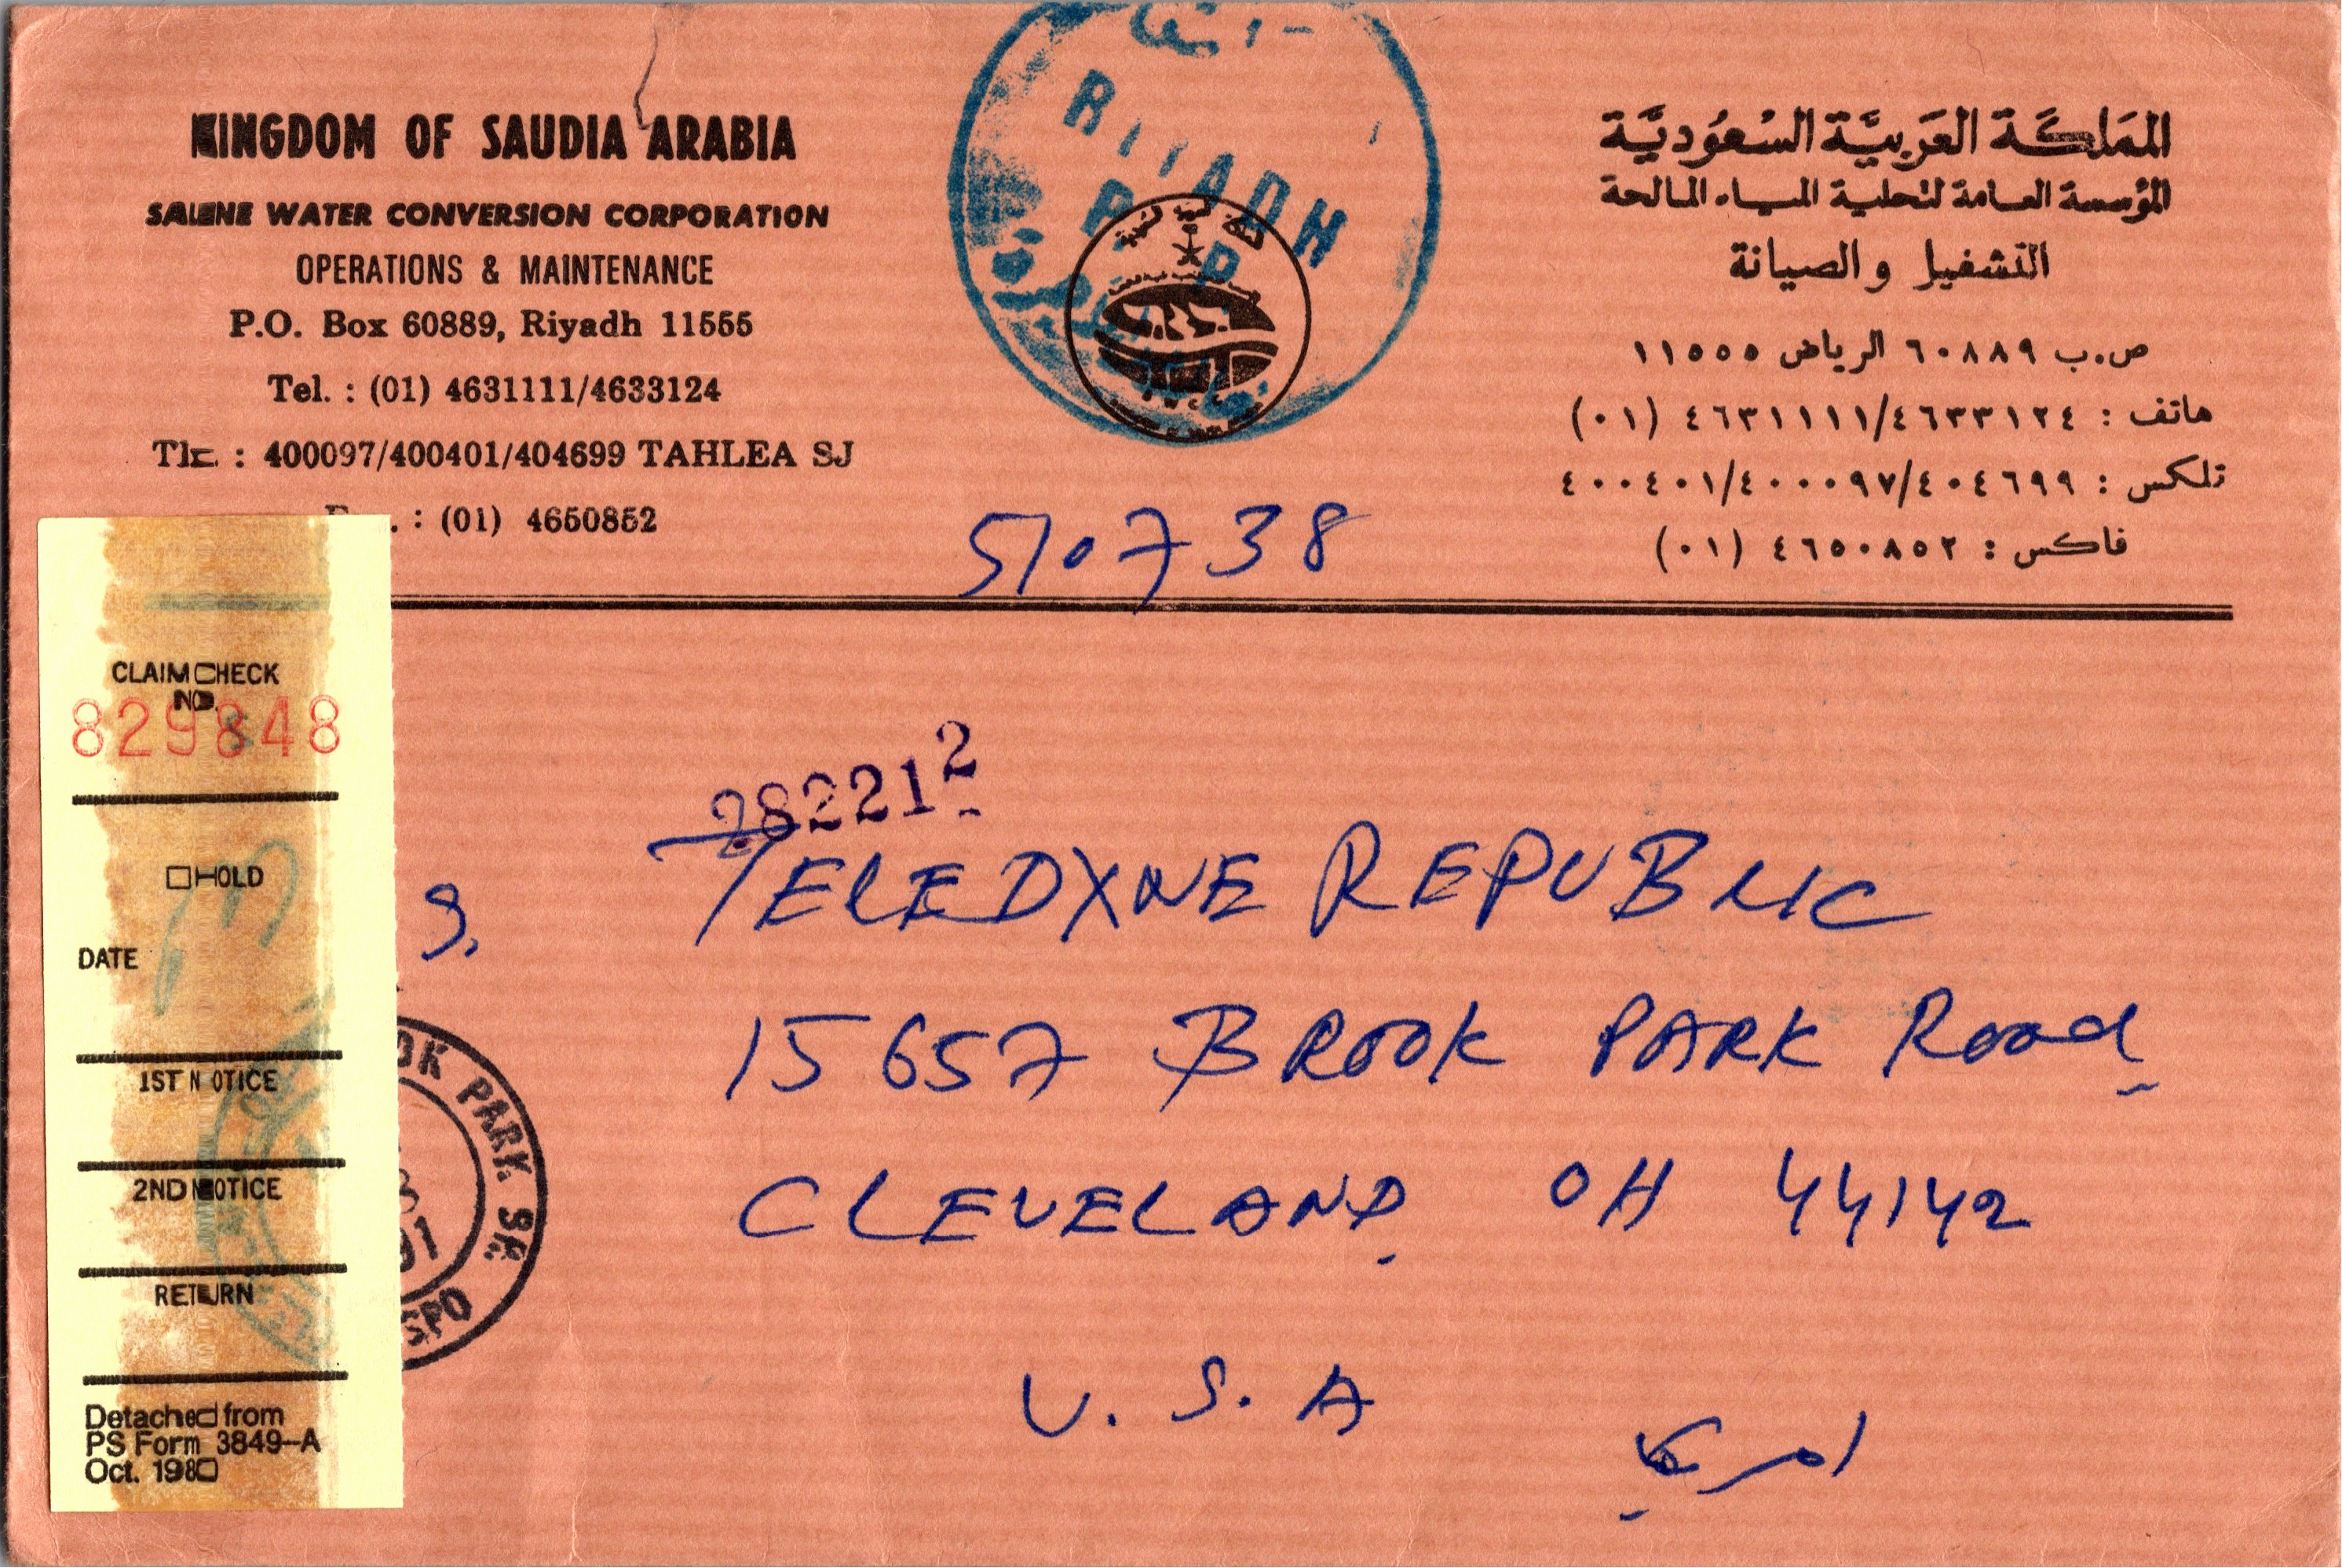 KINGDOM OF SAUDIA ARABIA
SALINE WATER CONVERSION CORPORATION
OPERATIONS & MAINTENANCE
P.O. Box 60889, Riyadh 11555
Tel. : (01) 4631111/4633124
Tlx : 400097/400401/404699 TAHLEA SJ
: (01) 4650852
RIYADH
S W C C
المملكة العربية السعودية
المؤسسة العامة لتحلية المياه المالحة
التشغيل والصيانة
ص.ب ٦٠٨٨٩ الرياض ١١٥٥٥
هاتف : ٤٦٣١١١١/٤٦٣٣١٢٤ (٠١)
تلكس : ٤٠٠٤٠١/٤٠٠٠٩٧/٤٠٤٦٩٩
فاكس : ٤٦٥٠٨٥٢ (٠١)
510738
CLAIM CHECK
NO.
829848
HOLD
DATE
1ST NOTICE
2ND NOTICE
RETURN
Detached from
PS Form 3849-A
Oct. 1980
OK PARK SR.
91
282212
TELEDYNE REPUBLIC
15657 BROOK PARK Road
CLEVELAND OH 44142
U.S.A
امريكا